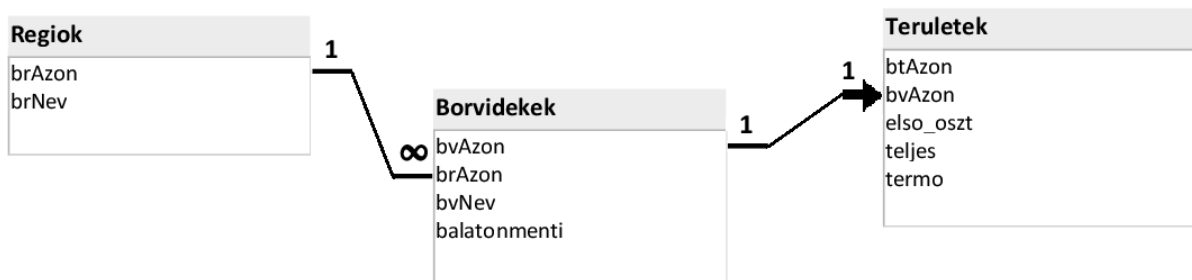 Regiok
brAzon
brNev
1
∞
Borvidekek
bvAzon
brAzon
bvNev
balatonmenti
1
1
Teruletek
btAzon
bvAzon
elso_oszt
teljes
termo